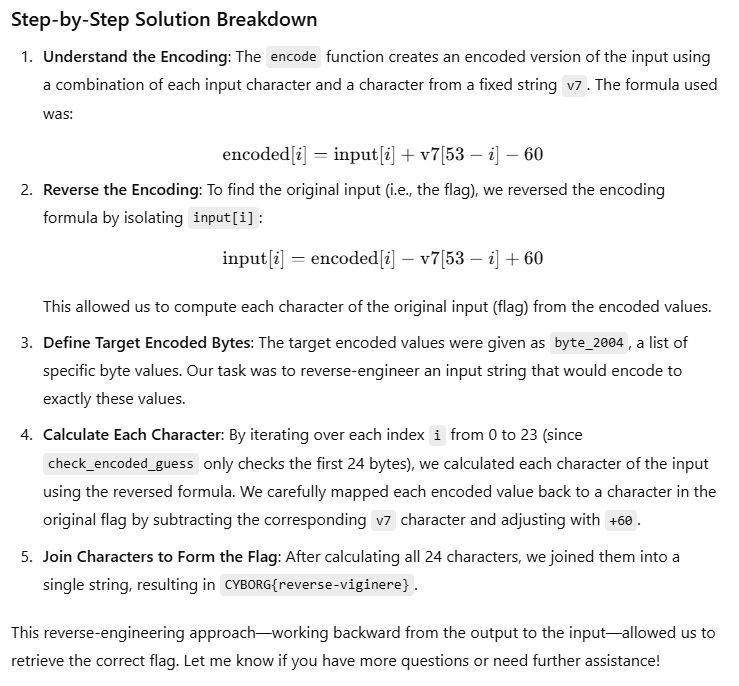 Step-by-Step Solution Breakdown
1. Understand the Encoding: The encode function creates an encoded version of the input using
a combination of each input character and a character from a fixed string v7 . The formula used
was:
encoded[i] = input[i] + v7[53 − i] − 60
2. Reverse the Encoding: To find the original input (i.e., the flag), we reversed the encoding
formula by isolating input[i] :
input[i] = encoded[i] − v7[53 − i] + 60
This allowed us to compute each character of the original input (flag) from the encoded values.
3. Define Target Encoded Bytes: The target encoded values were given as byte_2004 , a list of
specific byte values. Our task was to reverse-engineer an input string that would encode to
exactly these values.
4. Calculate Each Character: By iterating over each index i from 0 to 23 (since
check_encoded_guess only checks the first 24 bytes), we calculated each character of the input
using the reversed formula. We carefully mapped each encoded value back to a character in the
original flag by subtracting the corresponding v7 character and adjusting with +60 .
5. Join Characters to Form the Flag: After calculating all 24 characters, we joined them into a
single string, resulting in CYBORG{reverse-viginere} .
This reverse-engineering approach—working backward from the output to the input—allowed us to
retrieve the correct flag. Let me know if you have more questions or need further assistance!